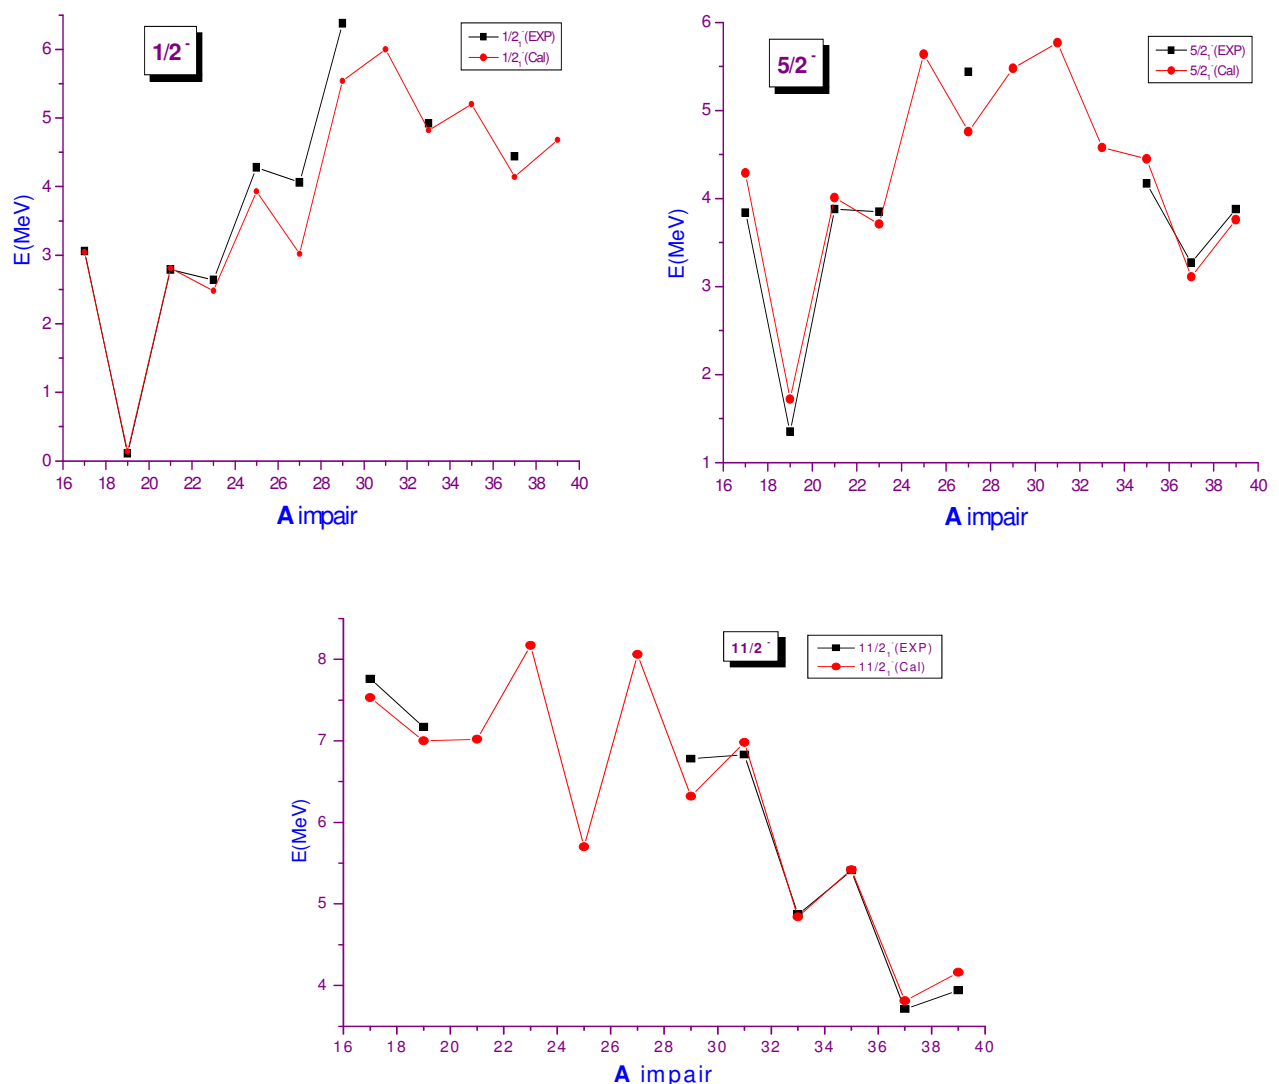 1/2⁻
1/2₁⁻(EXP)
1/2₁⁻(Cal)
E(MeV)
6
5
4
3
2
1
0
16 18 20 22 24 26 28 30 32 34 36 38 40
A impair
5/2⁻
5/2₁⁻(EXP)
5/2₁⁻(Cal)
E(MeV)
6
5
4
3
2
1
16 18 20 22 24 26 28 30 32 34 36 38 40
A impair
11/2⁻
11/2₁⁻(EXP)
11/2₁⁻(Cal)
E(MeV)
8
7
6
5
4
16 18 20 22 24 26 28 30 32 34 36 38 40
A impair